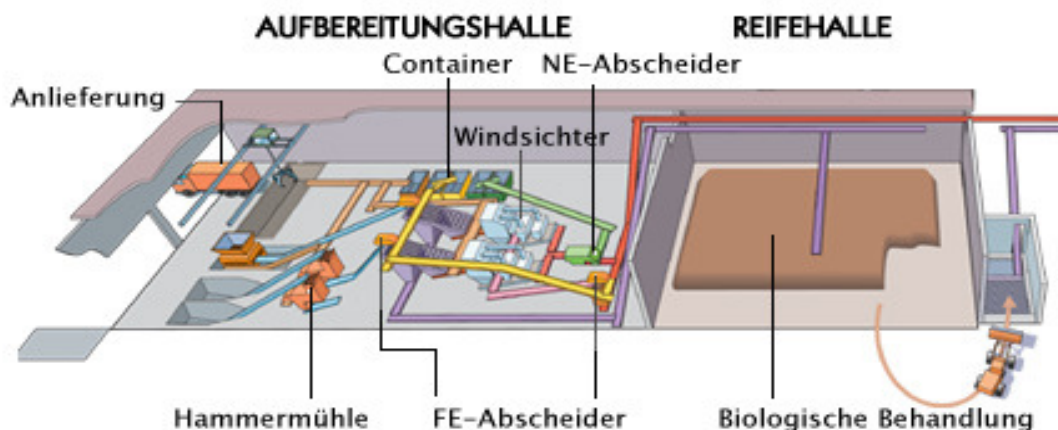 AUFBEREITUNGSHALLE
REIFEHALLE
Container
NE-Abscheider
Anlieferung
Windsichter
Hammermühle
FE-Abscheider
Biologische Behandlung